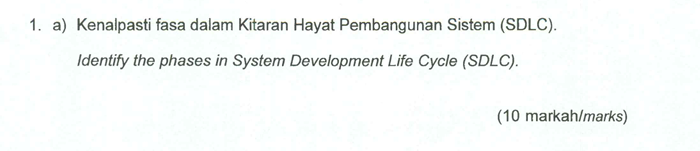 1. a) Kenalpasti fasa dalam Kitaran Hayat Pembangunan Sistem (SDLC).
Identify the phases in System Development Life Cycle (SDLC).
(10 markah/marks)